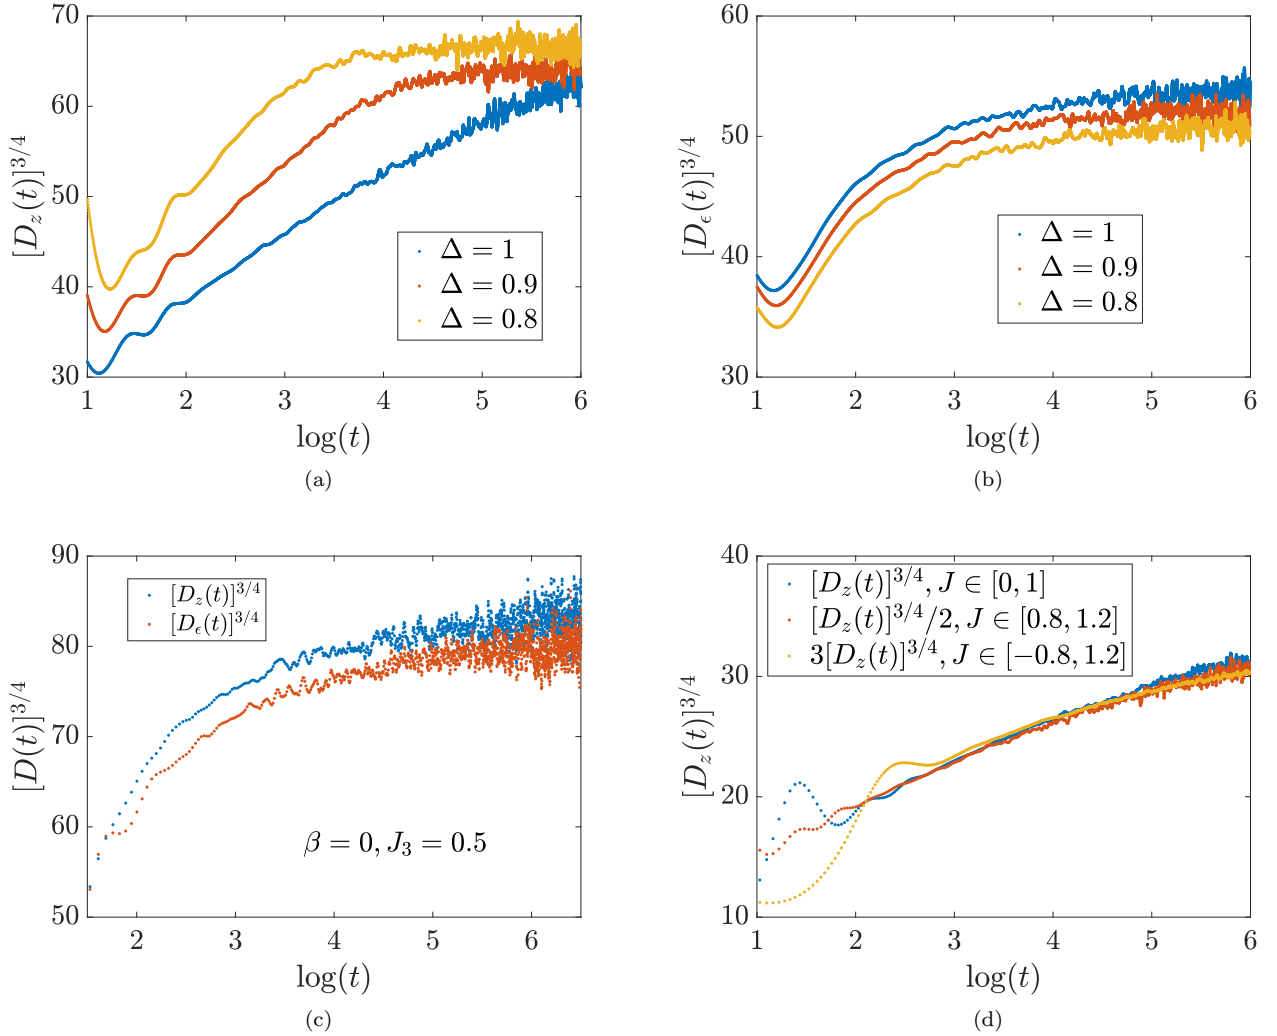 70
60
50
40
30
1 2 3 4 5 6
[D_z(t)]^{3/4}
log(t)
Δ = 1
Δ = 0.9
Δ = 0.8
(a)
60
50
40
30
1 2 3 4 5 6
[D_ϵ(t)]^{3/4}
log(t)
Δ = 1
Δ = 0.9
Δ = 0.8
(b)
90
80
70
60
50
2 3 4 5 6
[D(t)]^{3/4}
log(t)
[D_z(t)]^{3/4}
[D_ϵ(t)]^{3/4}
β = 0, J_3 = 0.5
(c)
40
30
20
10
1 2 3 4 5 6
[D_z(t)]^{3/4}
log(t)
[D_z(t)]^{3/4}, J ∈ [0, 1]
[D_z(t)]^{3/4}/2, J ∈ [0.8, 1.2]
3[D_z(t)]^{3/4}, J ∈ [−0.8, 1.2]
(d)